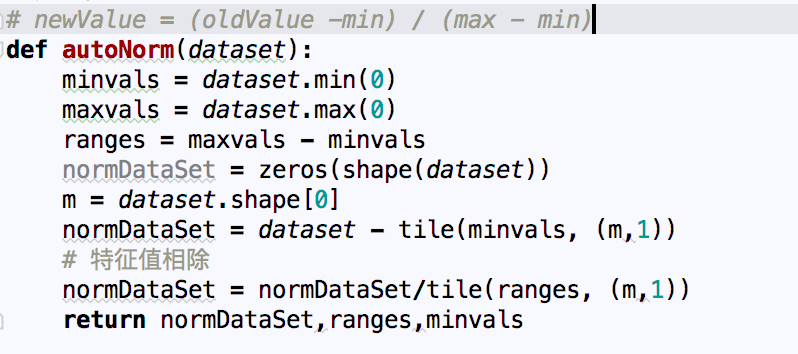 # newValue = (oldValue -min) / (max - min)
def autoNorm(dataset):
    minvals = dataset.min(0)
    maxvals = dataset.max(0)
    ranges = maxvals - minvals
    normDataSet = zeros(shape(dataset))
    m = dataset.shape[0]
    normDataSet = dataset - tile(minvals, (m,1))
    # 特征值相除
    normDataSet = normDataSet/tile(ranges, (m,1))
    return normDataSet,ranges,minvals